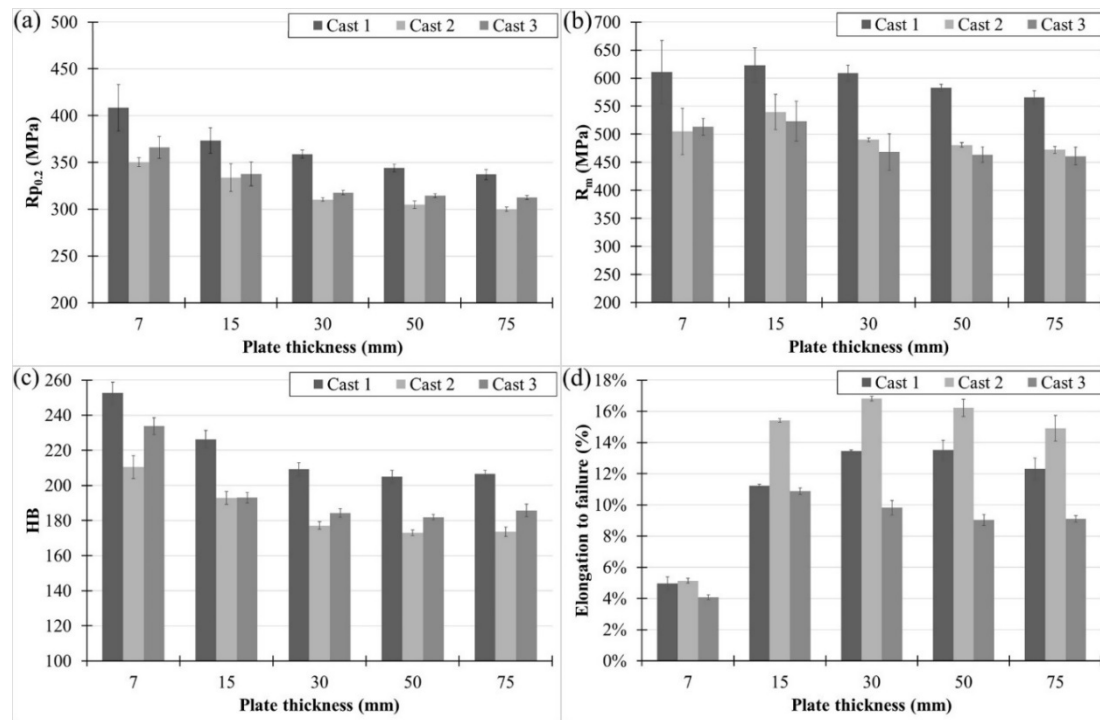 (a)
Cast 1 Cast 2 Cast 3
500
450
400
350
300
250
200
Rp0.2 (MPa)
7 15 30 50 75
Plate thickness (mm)
(b)
Cast 1 Cast 2 Cast 3
700
650
600
550
500
450
400
350
300
250
200
Rm (MPa)
7 15 30 50 75
Plate thickness (mm)
(c)
Cast 1 Cast 2 Cast 3
260
240
220
200
180
160
140
120
100
HB
7 15 30 50 75
Plate thickness (mm)
(d)
Cast 1 Cast 2 Cast 3
18%
16%
14%
12%
10%
8%
6%
4%
2%
0%
Elongation to failure (%)
7 15 30 50 75
Plate thickness (mm)